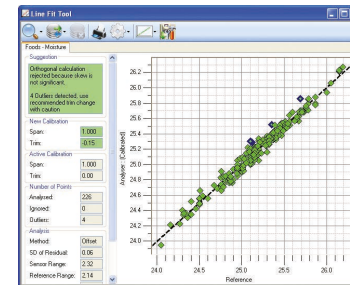 Line Fit Tool
Foods - Moisture
Suggestion
Orthogonal calculation
rejected because skew is
not significant.
4 Outliers detected, use
recommended trim change
with caution.
New Calibration
Span: 1.000
Trim: -0.15
Active Calibration
Span: 1.000
Trim: 0.00
Number of Points
Analysed: 226
Ignored: 0
Outliers: 4
Analysis
Method: Offset
SD of Residual: 0.06
Sensor Range: 2.32
Reference Range: 2.14
Analyser: (Calibrated)
26.2
26.0
25.8
25.6
25.4
25.2
25.0
24.8
24.6
24.4
24.2
24.0
24.0 24.5 25.0 25.5 26.0
Reference